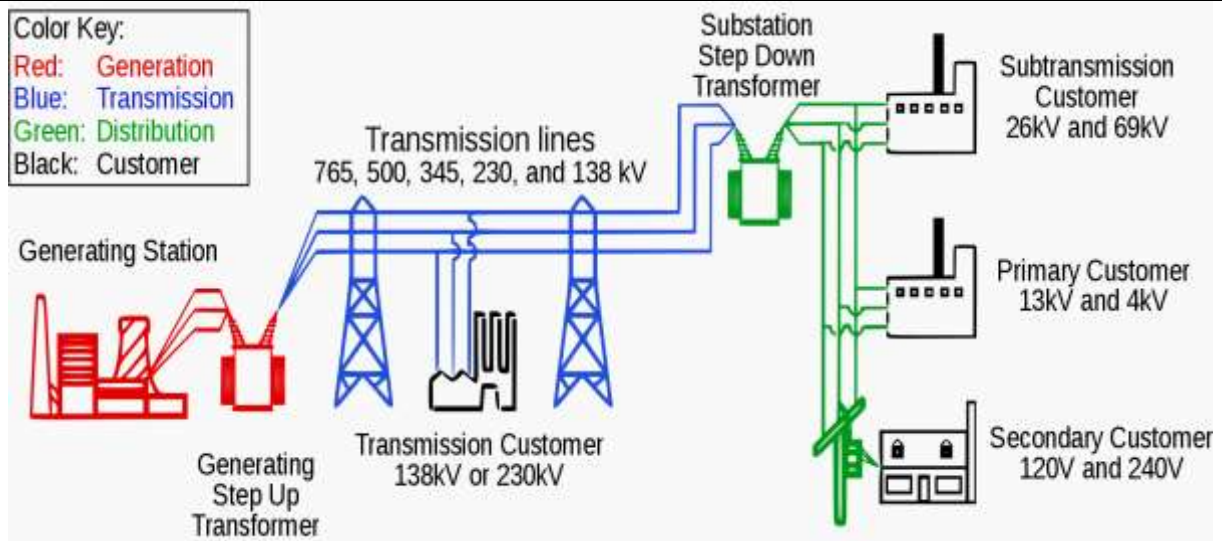 Color Key:
Red: Generation
Blue: Transmission
Green: Distribution
Black: Customer
Substation
Step Down
Transformer
Subtransmission
Customer
26kV and 69kV
Transmission lines
765, 500, 345, 230, and 138 kV
Generating Station
Primary Customer
13kV and 4kV
Transmission Customer
138kV or 230kV
Secondary Customer
120V and 240V
Generating
Step Up
Transformer